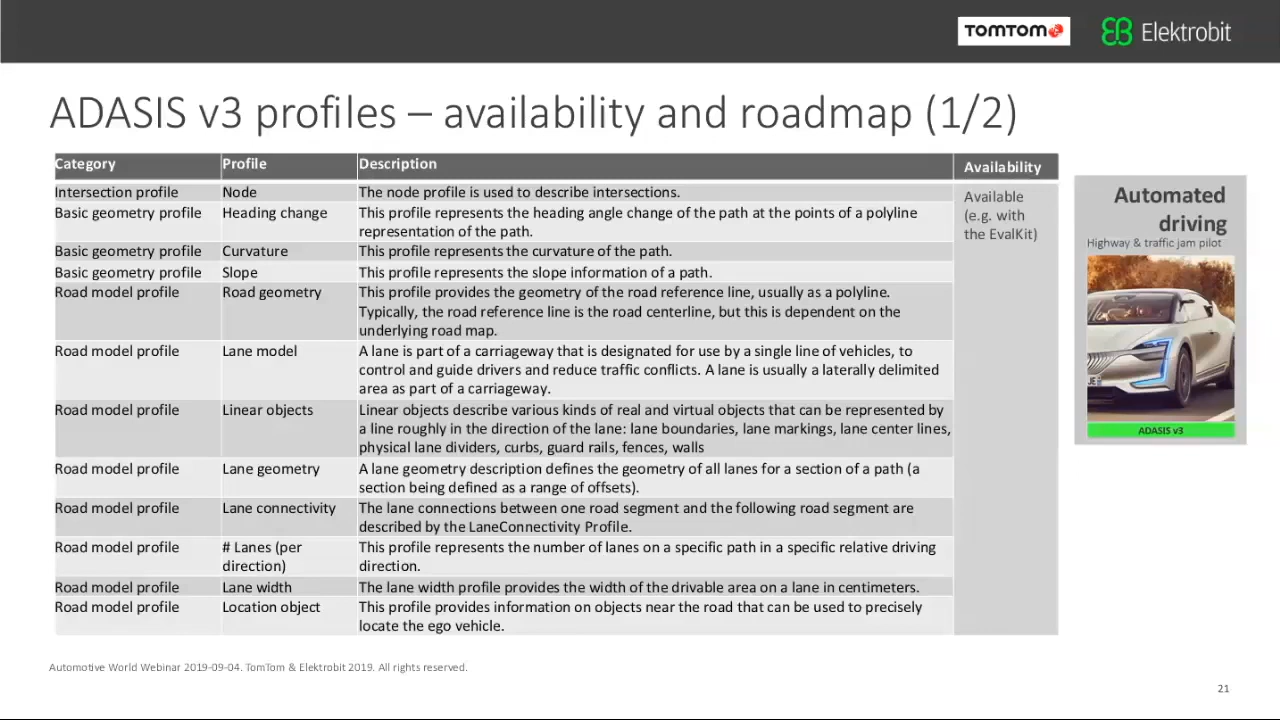 TOMTOM
EB Elektrobit
ADASIS v3 profiles – availability and roadmap (1/2)
Category Profile Description Availability
Intersection profile Node The node profile is used to describe intersections.
Available
(e.g. with
the EvalKit)
Basic geometry profile Heading change This profile represents the heading angle change of the path at the points of a polyline
representation of the path.
Basic geometry profile Curvature This profile represents the curvature of the path.
Basic geometry profile Slope This profile represents the slope information of a path.
Road model profile Road geometry This profile provides the geometry of the road reference line, usually as a polyline.
Typically, the road reference line is the road centerline, but this is dependent on the
underlying road map.
Road model profile Lane model A lane is part of a carriageway that is designated for use by a single line of vehicles, to
control and guide drivers and reduce traffic conflicts. A lane is usually a laterally delimited
area as part of a carriageway.
Road model profile Linear objects Linear objects describe various kinds of real and virtual objects that can be represented by
a line roughly in the direction of the lane: lane boundaries, lane markings, lane center lines,
physical lane dividers, curbs, guard rails, fences, walls
Road model profile Lane geometry A lane geometry description defines the geometry of all lanes for a section of a path (a
section being defined as a range of offsets).
Road model profile Lane connectivity The lane connections between one road segment and the following road segment are
described by the LaneConnectivity Profile.
Road model profile # Lanes (per This profile represents the number of lanes on a specific path in a specific relative driving
direction) direction.
Road model profile Lane width The lane width profile provides the width of the drivable area on a lane in centimeters.
Road model profile Location object This profile provides information on objects near the road that can be used to precisely
locate the ego vehicle.
Automated
driving
Highway & traffic jam pilot
ADASIS v3
Automotive World Webinar 2019-09-04. TomTom & Elektrobit 2019. All rights reserved.
21